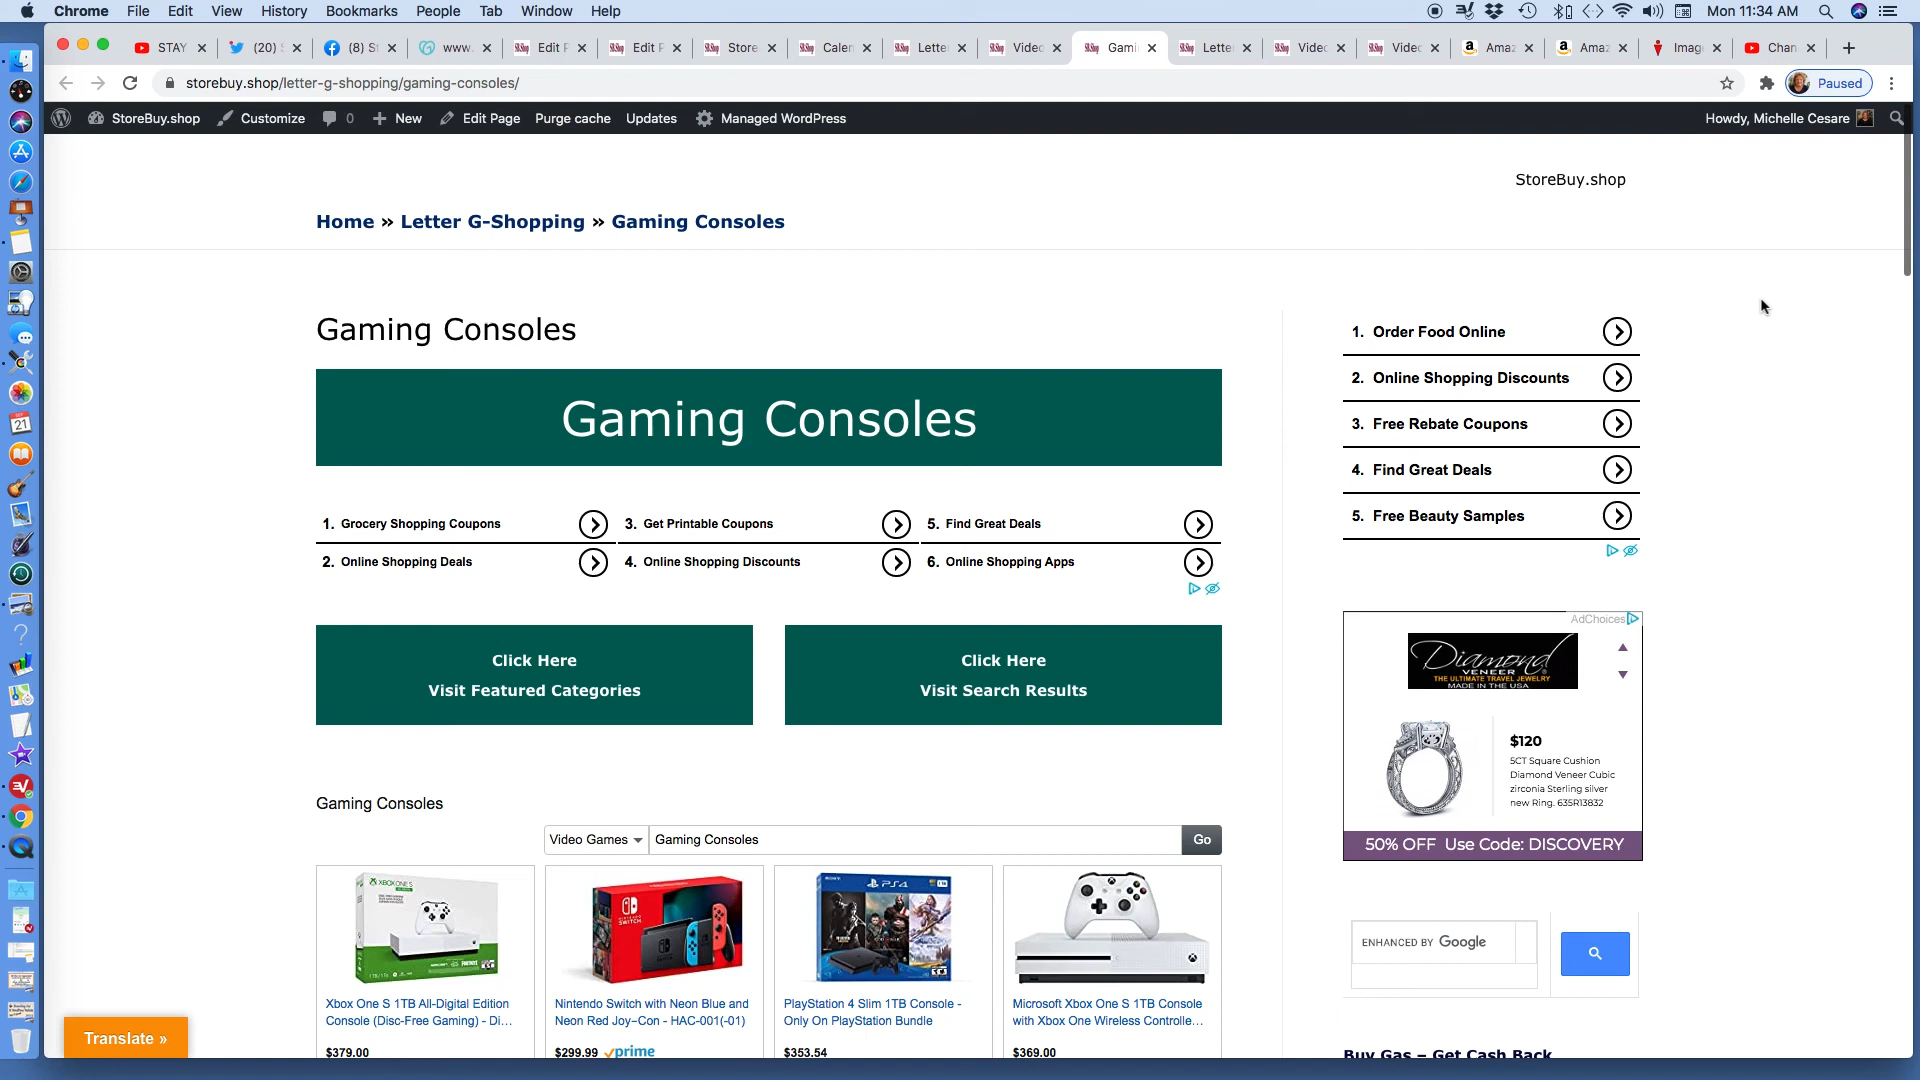 Chrome File Edit View History Bookmarks People Tab Window Help Mon 11:34 AM
STAY (20) (8) S www. Edit P Edit P Store Calen Letter Video Gami Letter Video Video Amaz Amaz Imag Chan
storebuy.shop/letter-g-shopping/gaming-consoles/ Paused
StoreBuy.shop Customize 0 New Edit Page Purge cache Updates Managed WordPress Howdy, Michelle Cesare
StoreBuy.shop
Home » Letter G-Shopping » Gaming Consoles
Gaming Consoles
Gaming Consoles
1. Grocery Shopping Coupons
2. Online Shopping Deals
3. Get Printable Coupons
4. Online Shopping Discounts
5. Find Great Deals
6. Online Shopping Apps
Click Here
Visit Featured Categories
Click Here
Visit Search Results
Gaming Consoles
Video Games Gaming Consoles Go
XBOX ONE S
NINTENDO SWITCH
SONY PS4
Xbox One S 1TB All-Digital Edition
Console (Disc-Free Gaming) - Di...
$379.00
Nintendo Switch with Neon Blue and
Neon Red Joy-Con - HAC-001(-01)
$299.99 prime
PlayStation 4 Slim 1TB Console -
Only On PlayStation Bundle
$353.54
Microsoft Xbox One S 1TB Console
with Xbox One Wireless Controlle...
$369.00
1. Order Food Online
2. Online Shopping Discounts
3. Free Rebate Coupons
4. Find Great Deals
5. Free Beauty Samples
AdChoices
Diamond
VENEER
THE ULTIMATE TRAVEL JEWELRY
MADE IN THE USA
$120
5CT Square Cushion
Diamond Veneer Cubic
zirconia Sterling silver
new Ring. 635R13832
50% OFF Use Code: DISCOVERY
ENHANCED BY Google
Buy Gas – Get Cash Back
Translate »
SEP
21